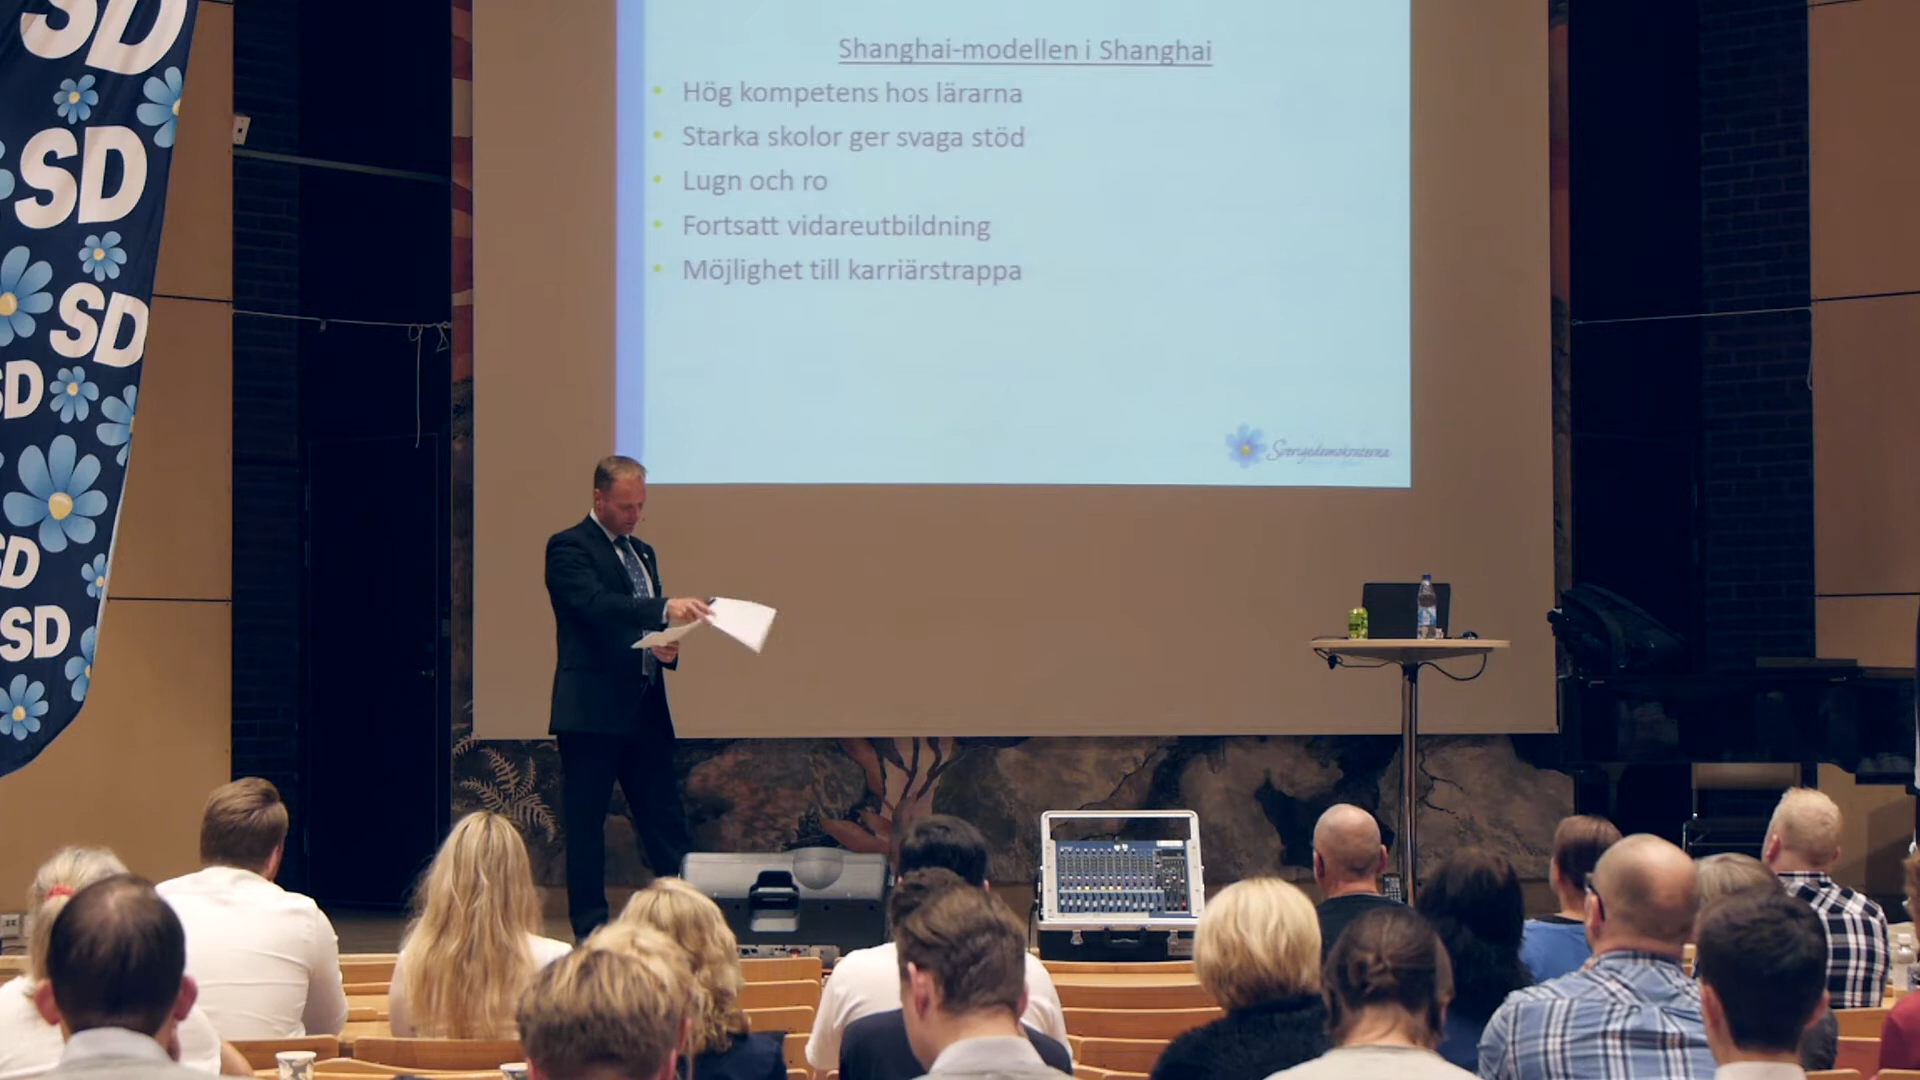 Shanghai-modellen i Shanghai
• Hög kompetens hos lärarna
• Starka skolor ger svaga stöd
• Lugn och ro
• Fortsatt vidareutbildning
• Möjlighet till karriärstrappa
Sverigedemokraterna
SD
SD
SD
SD
SD
SD